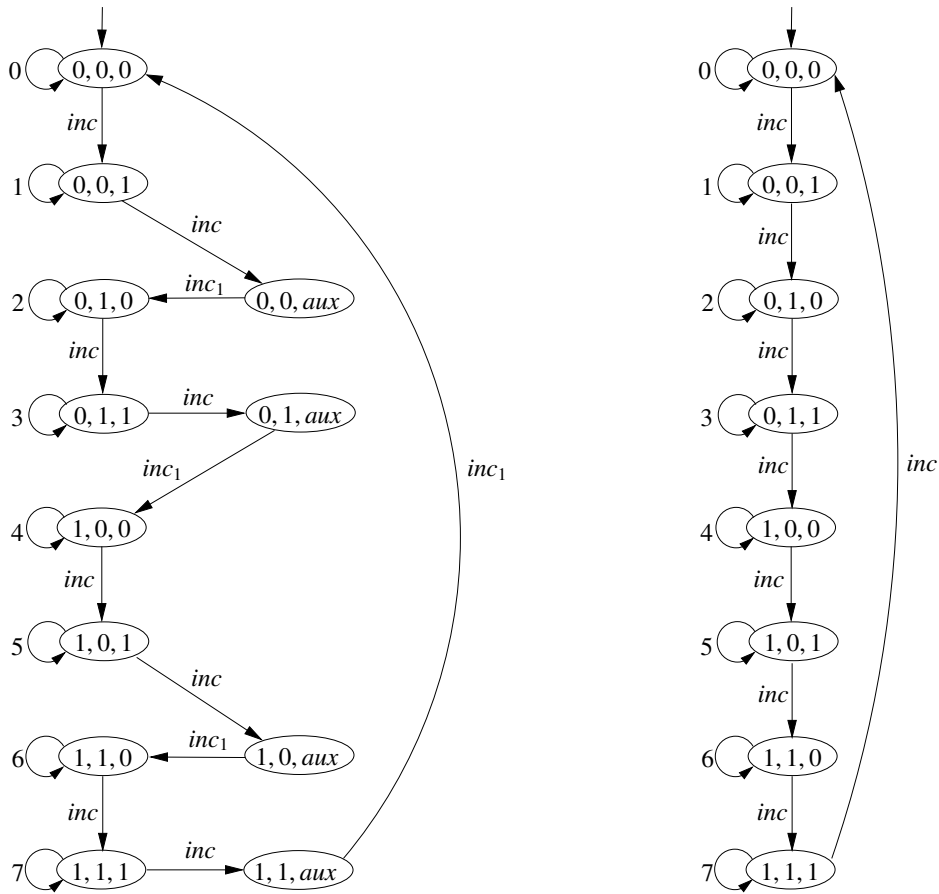 0 0, 0, 0 0 0, 0, 0
inc inc
1 0, 0, 1 1 0, 0, 1
inc inc
2 0, 1, 0 inc₁ 0, 0, aux 2 0, 1, 0
inc inc
3 0, 1, 1 inc 0, 1, aux 3 0, 1, 1
inc₁ inc₁ inc inc
4 1, 0, 0 4 1, 0, 0
inc inc
5 1, 0, 1 5 1, 0, 1
inc inc
6 1, 1, 0 inc₁ 1, 0, aux 6 1, 1, 0
inc inc
7 1, 1, 1 inc 1, 1, aux 7 1, 1, 1